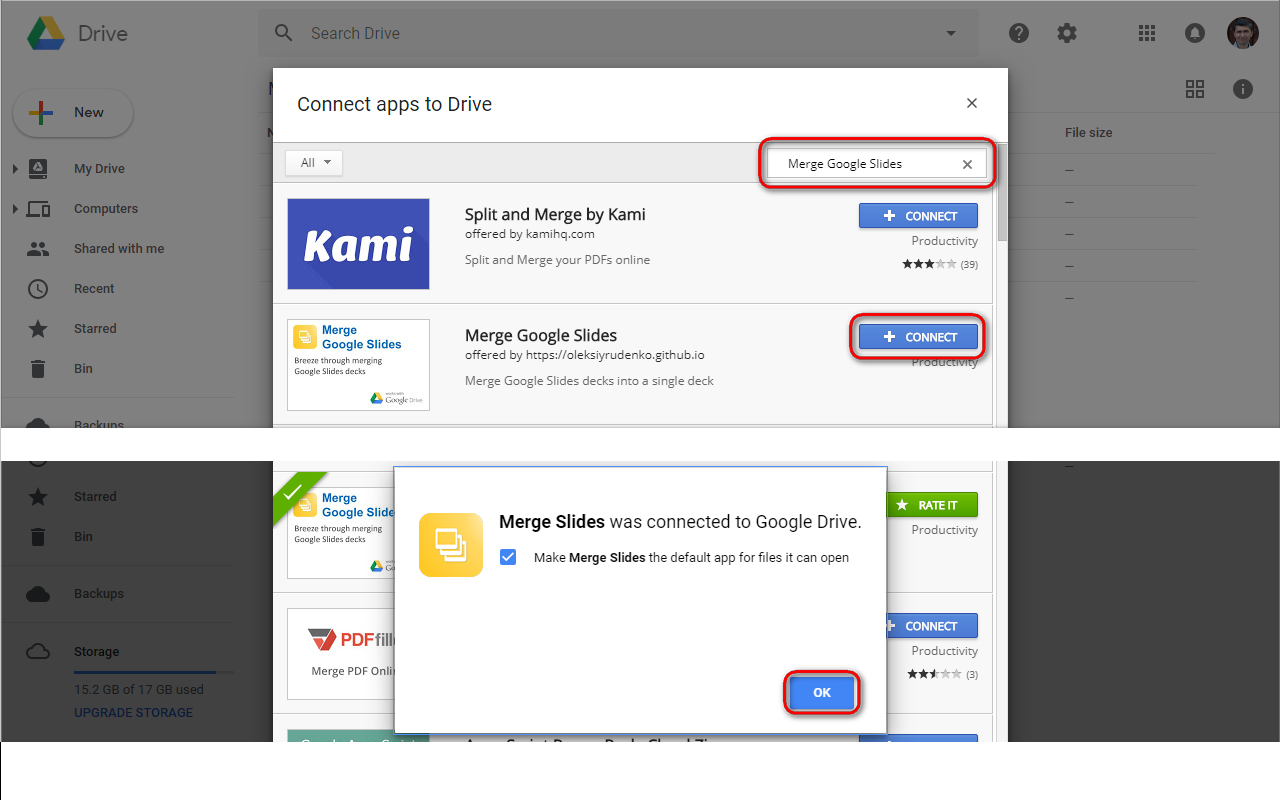 Drive
Search Drive
Connect apps to Drive
New
File size
All
Merge Google Slides
My Drive
Computers
Shared with me
Recent
Starred
Bin
Backups
Kami
Split and Merge by Kami
offered by kamihq.com
Split and Merge your PDFs online
CONNECT
Productivity
(39)
Merge
Google Slides
Breeze through merging
Google Slides decks
works with
Google Drive
Merge Google Slides
offered by https://oleksiyrudenko.github.io
Merge Google Slides decks into a single deck
CONNECT
Productivity
Starred
Bin
Backups
Storage
15.2 GB of 17 GB used
UPGRADE STORAGE
Merge
Google Slide
Breeze through merging
Google Slides decks
Merge Slides was connected to Google Drive.
Make Merge Slides the default app for files it can open
OK
RATE IT
Productivity
PDFfille
Merge PDF Onli
CONNECT
Productivity
(3)